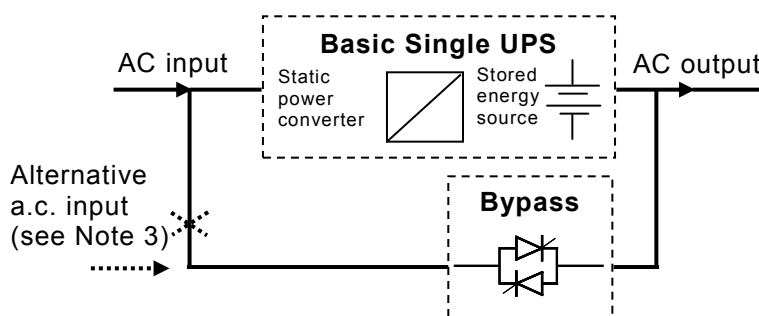 Basic Single UPS
AC input
AC output
Static
power
converter
Stored
energy
source
Alternative
a.c. input
(see Note 3)
Bypass